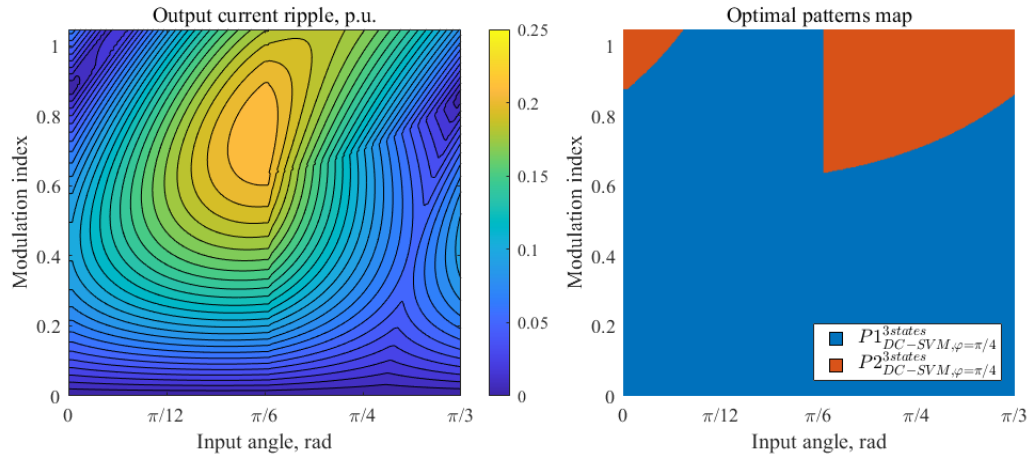 Output current ripple, p.u.
1
0.8
0.6
0.4
0.2
0
Modulation index
0
π/12
π/6
π/4
π/3
Input angle, rad
0.25
0.2
0.15
0.1
0.05
0
Optimal patterns map
1
0.8
0.6
0.4
0.2
0
Modulation index
0
π/12
π/6
π/4
π/3
Input angle, rad
P1^{3states}_{DC−SVM,φ=π/4}
P2^{3states}_{DC−SVM,φ=π/4}